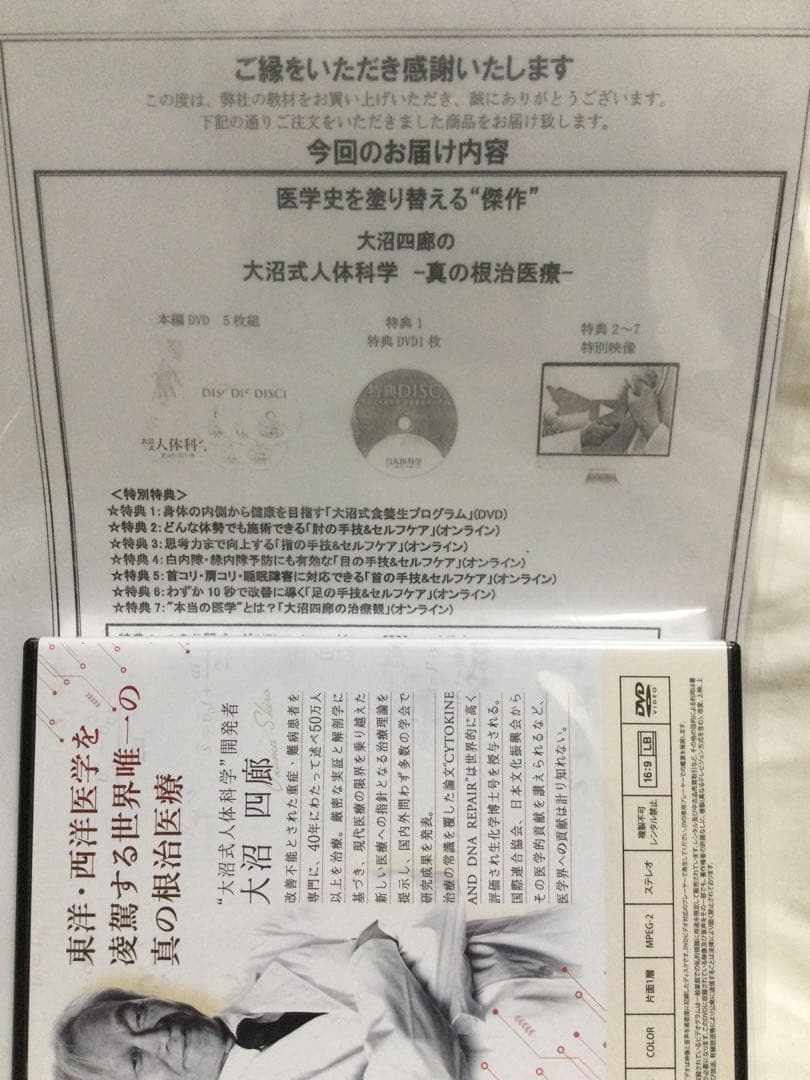 ご縁をいただき感謝いたします
この度は、弊社の教材をお買い上げいただき、誠にありがとうございます。
下記の通りご注文をいただきました商品をお届け致します。
今回のお届け内容
医学史を塗り替える“傑作”
大沼四廊の
大沼式人体科学 -真の根治医療-
本編DVD 5枚組
特典1
特典DVD1枚
特典2~7
特別映像
DISC1
人体科
特典DISC
人体科学
<特別特典>
☆特典1:身体の内側から健康を目指す「大沼式食養生プログラム」(DVD)
☆特典2:どんな体勢でも施術できる「肘の手技&セルフケア」(オンライン)
☆特典3:思考力まで向上する「指の手技&セルフケア」(オンライン)
☆特典4:白内障・緑内障予防にも有効な「目の手技&セルフケア」(オンライン)
☆特典5:首コリ・肩コリ・睡眠障害に対応できる「首の手技&セルフケア」(オンライン)
☆特典6:わずか10秒で改善に導く「足の手技&セルフケア」(オンライン)
☆特典7:"本当の医学"とは?「大沼四廊の治療観」(オンライン)
東洋・西洋医学を
凌駕する世界唯一の
真の根治医療
“大沼式人体科学”開発者
大沼 四廊
改善不能とされた重症・難病患者を
専門に、40年にわたって述べ50万人
以上を治療。厳密な実証と解剖学に
基づき、現代医療の限界を乗り越えた
新しい医療への指針となる治療理論を
提示し、国内外問わず多数の学会で
研究成果を発表。
治療の常識を覆した論文“CYTOKINE
AND DNA REPAIR”は世界的に高く
評価され生化学博士号を授与される。
国際連合協会、日本文化振興会から
その医学的貢献を讃えられるなど、
医学界への貢献は計り知れない。
DVD
VIDEO
16:9 LB
複製不可
レンタル禁止
ステレオ
MPEG-2
片面1層
COLOR